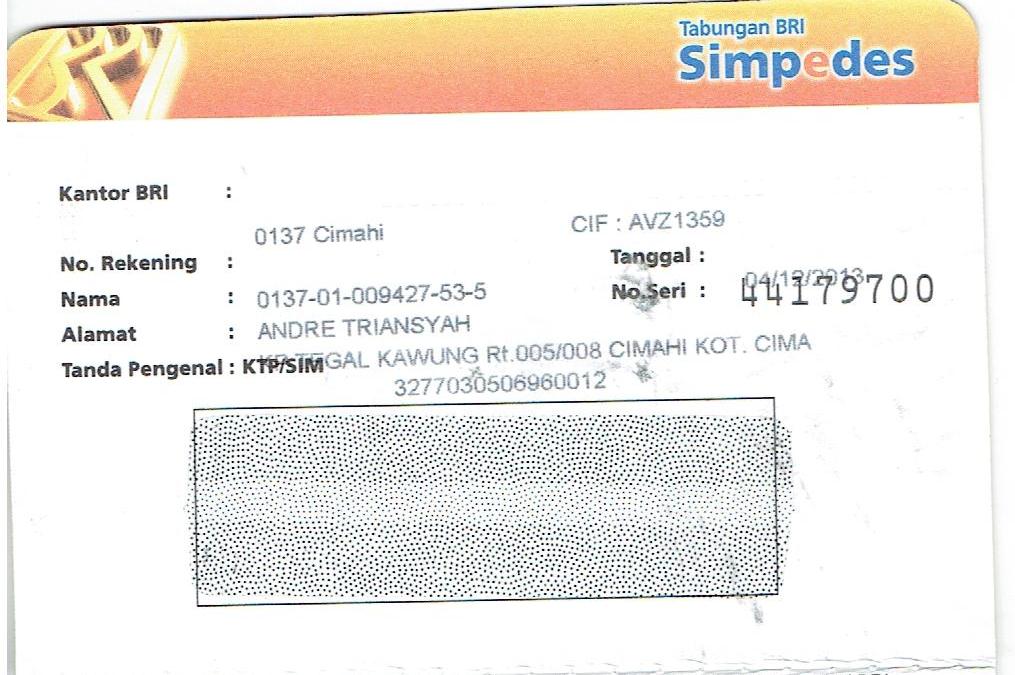 BRI
Tabungan BRI
Simpedes
Kantor BRI :
0137 Cimahi
CIF : AVZ1359
No. Rekening :
Tanggal :
04/12/2013
Nama :
0137-01-009427-53-5
No.Seri : 44179700
Alamat :
ANDRE TRIANSYAH
Tanda Pengenal : KTP/SIM
KP TEGAL KAWUNG Rt.005/008 CIMAHI KOT. CIMA
3277030506960012